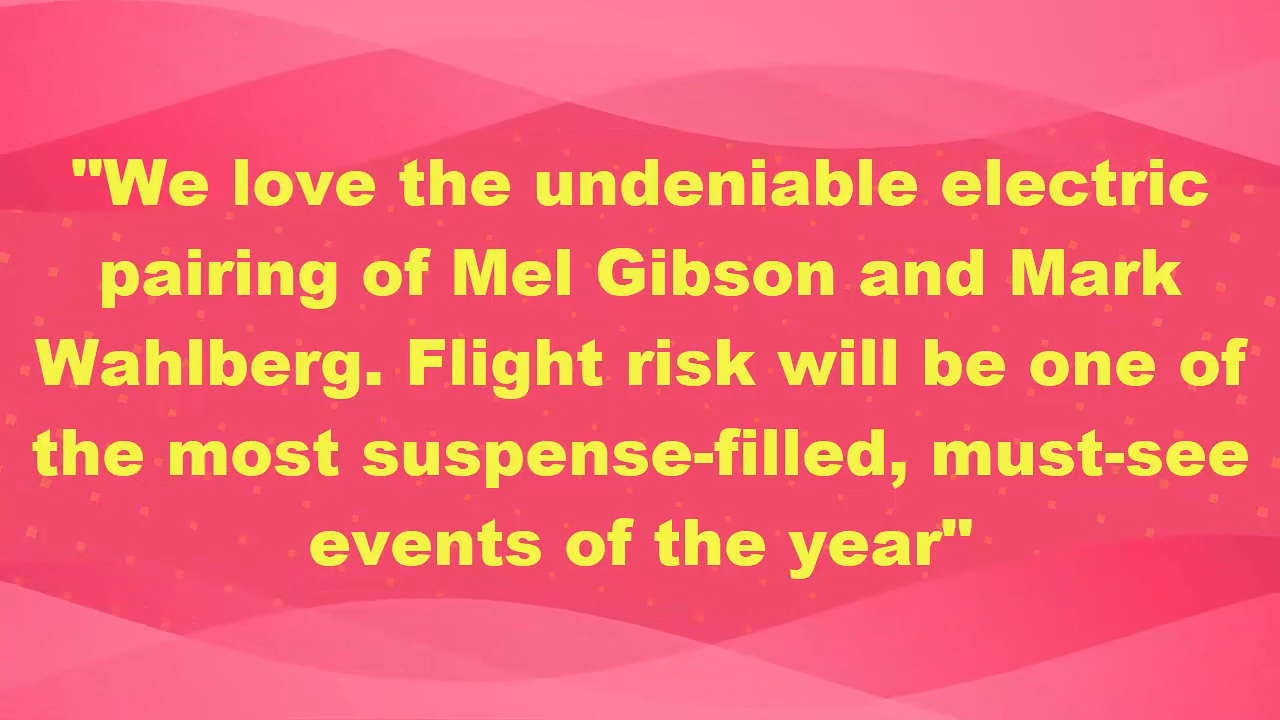 "We love the undeniable electric
pairing of Mel Gibson and Mark
Wahlberg. Flight risk will be one of
the most suspense-filled, must-see
events of the year"